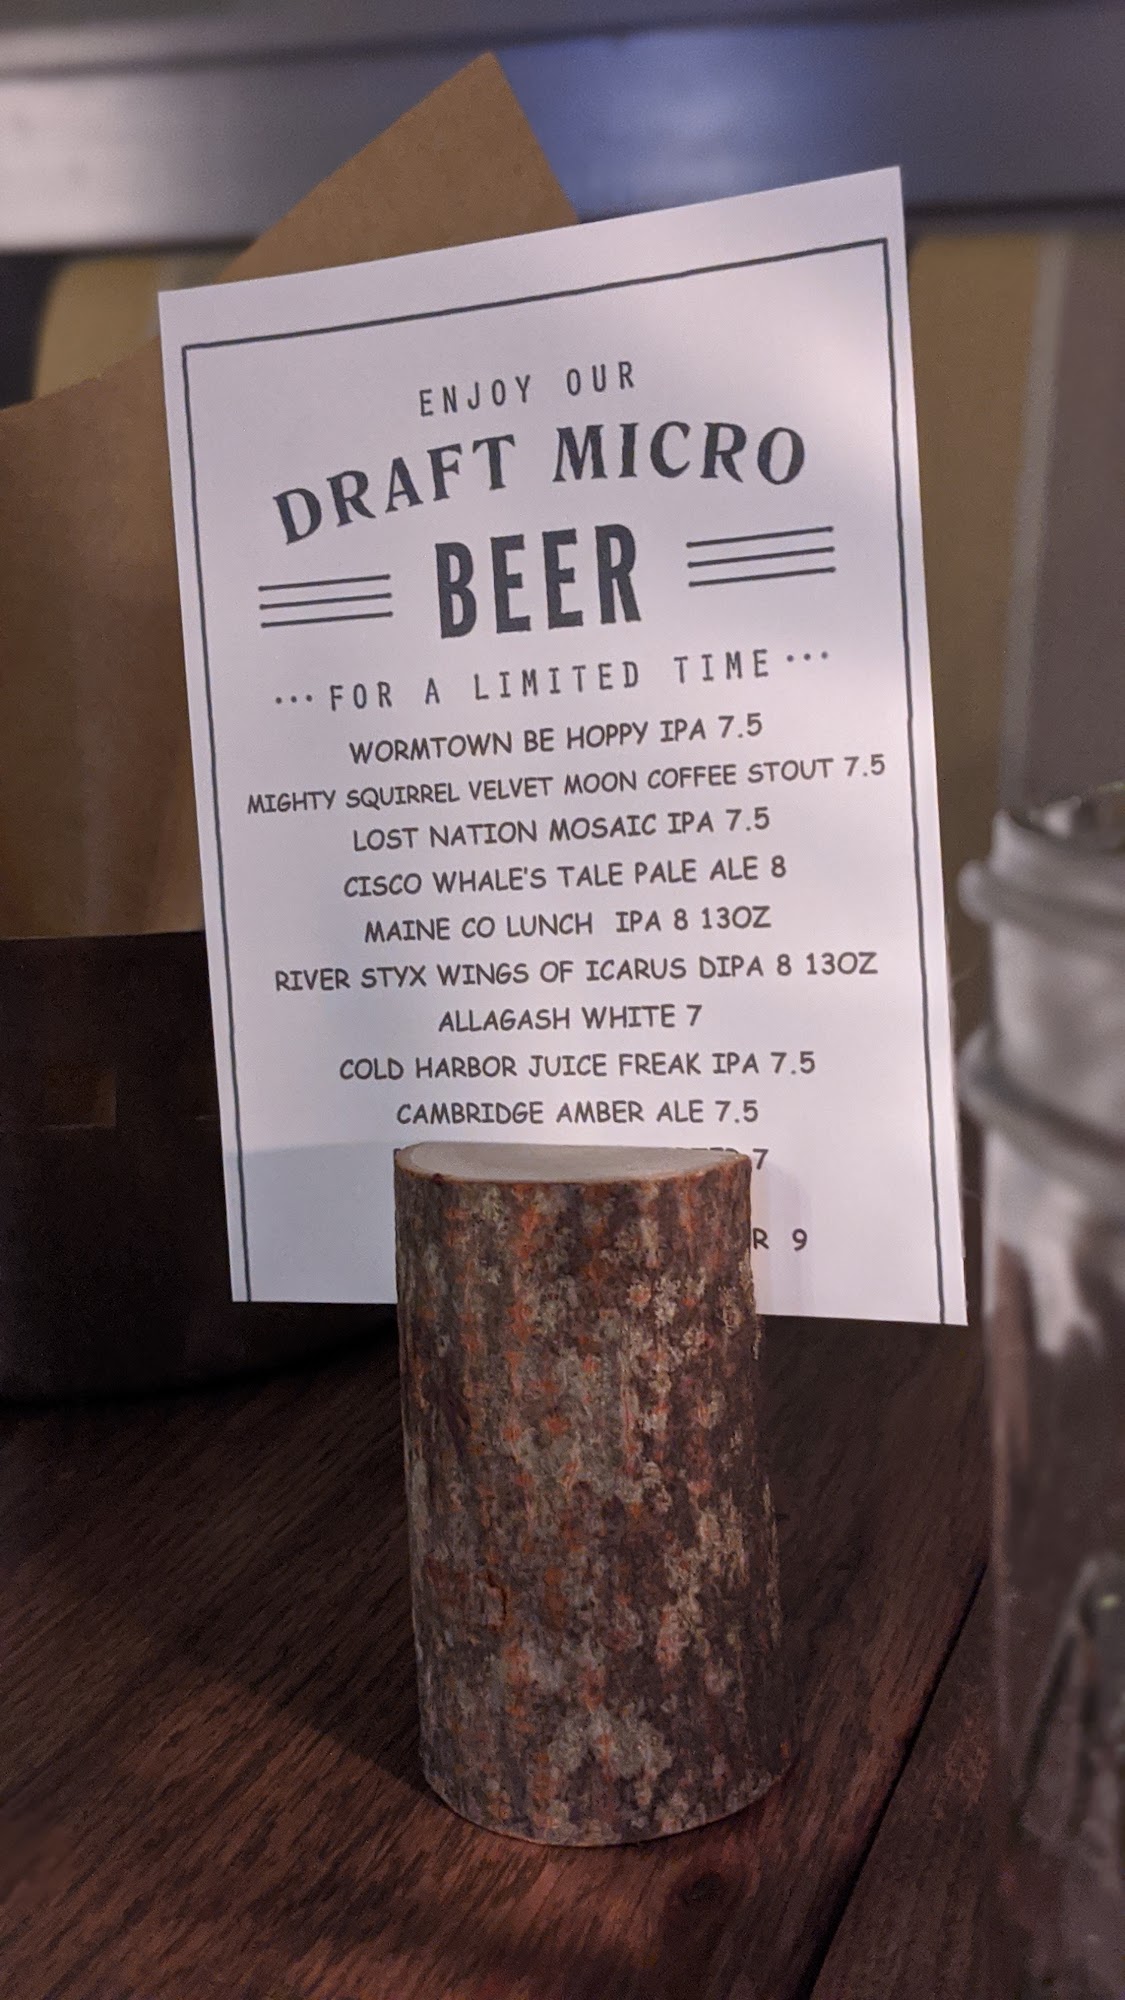 ENJOY OUR
DRAFT MICRO
BEER
···FOR A LIMITED TIME···
WORMTOWN BE HOPPY IPA 7.5
MIGHTY SQUIRREL VELVET MOON COFFEE STOUT 7.5
LOST NATION MOSAIC IPA 7.5
CISCO WHALE'S TALE PALE ALE 8
MAINE CO LUNCH IPA 8 13OZ
RIVER STYX WINGS OF ICARUS DIPA 8 13OZ
ALLAGASH WHITE 7
COLD HARBOR JUICE FREAK IPA 7.5
CAMBRIDGE AMBER ALE 7.5
7
9